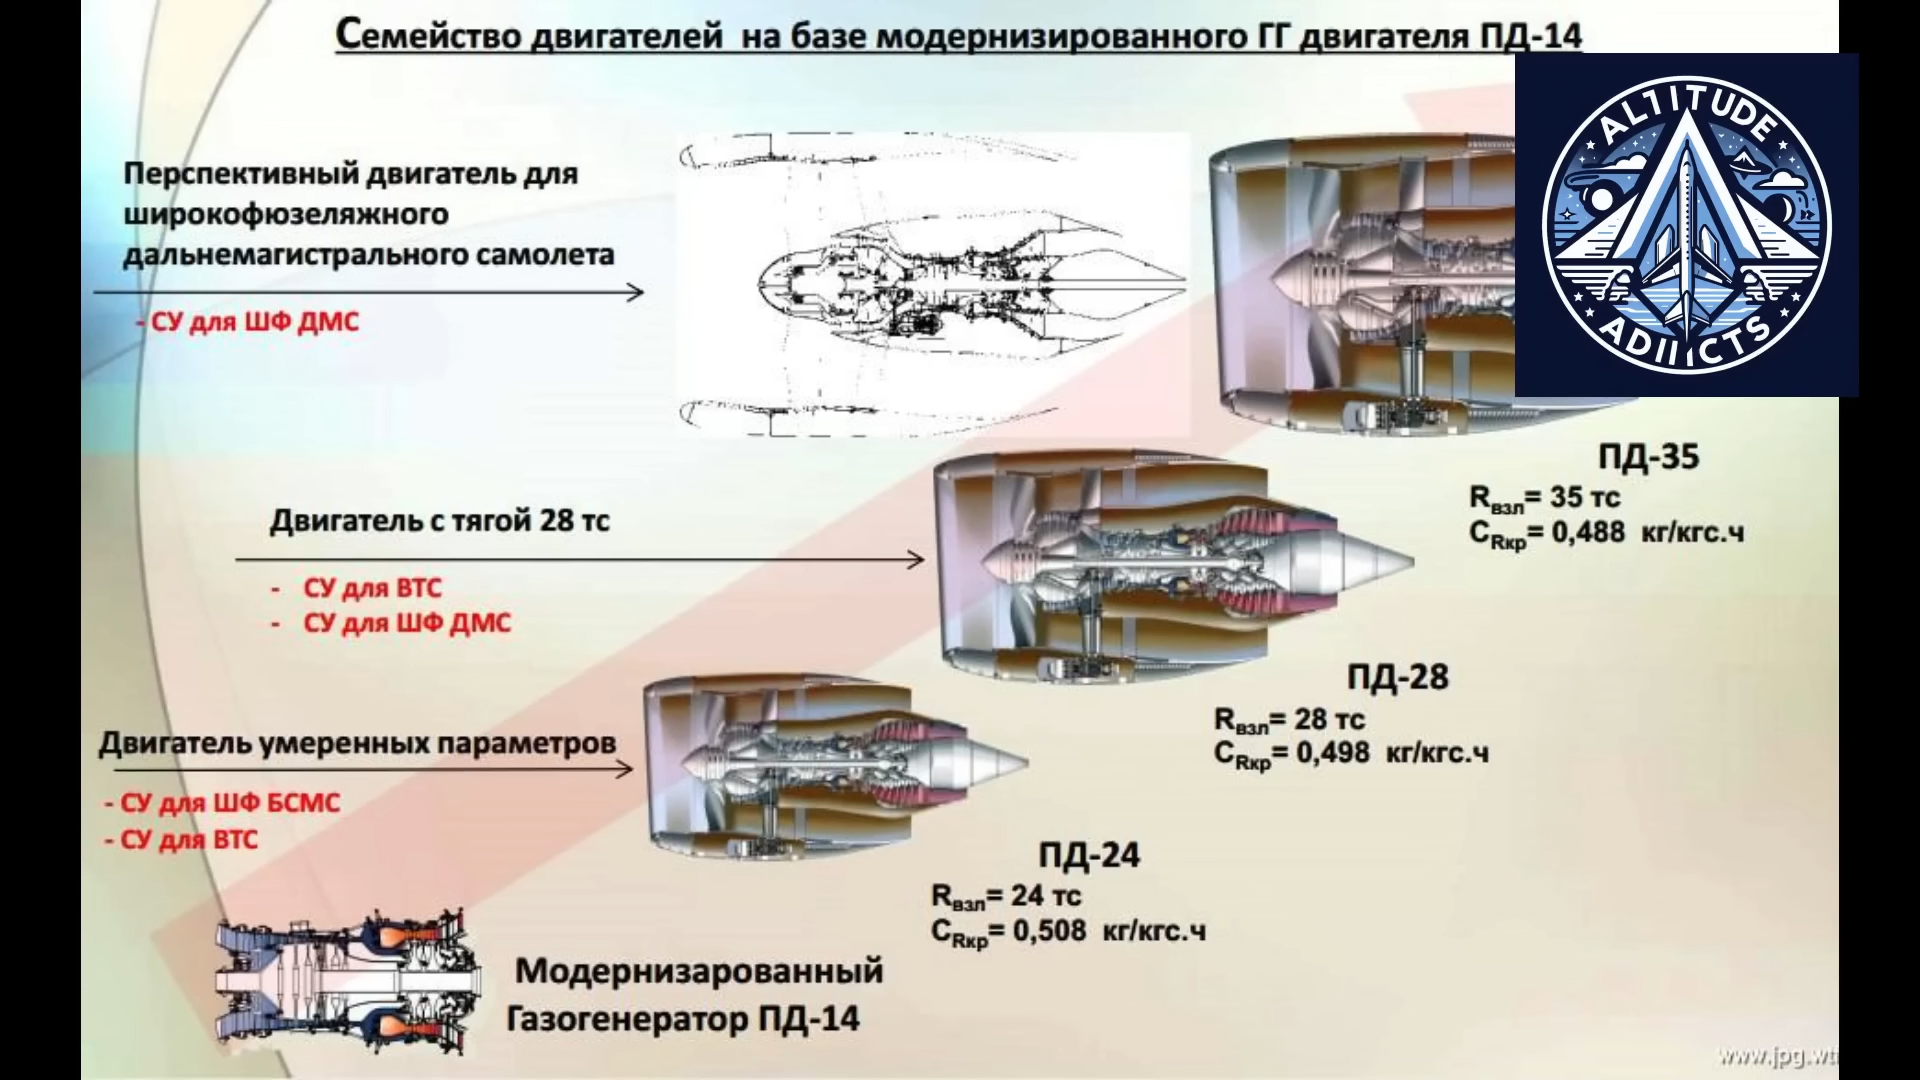 Семейство двигателей на базе модернизированного ГГ двигателя ПД-14
ALTITUDE
ADIICTS
Перспективный двигатель для
широкофюзеляжного
дальнемагистрального самолета
- СУ для ШФ ДМС
ПД-35
Rвзл= 35 тс
CRкр= 0,488 кг/кгс.ч
Двигатель с тягой 28 тс
- СУ для ВТС
- СУ для ШФ ДМС
ПД-28
Rвзл= 28 тс
CRкр= 0,498 кг/кгс.ч
Двигатель умеренных параметров
- СУ для ШФ БСМС
- СУ для ВТС
ПД-24
Rвзл= 24 тс
CRкр= 0,508 кг/кгс.ч
Модернизарованный
Газогенератор ПД-14